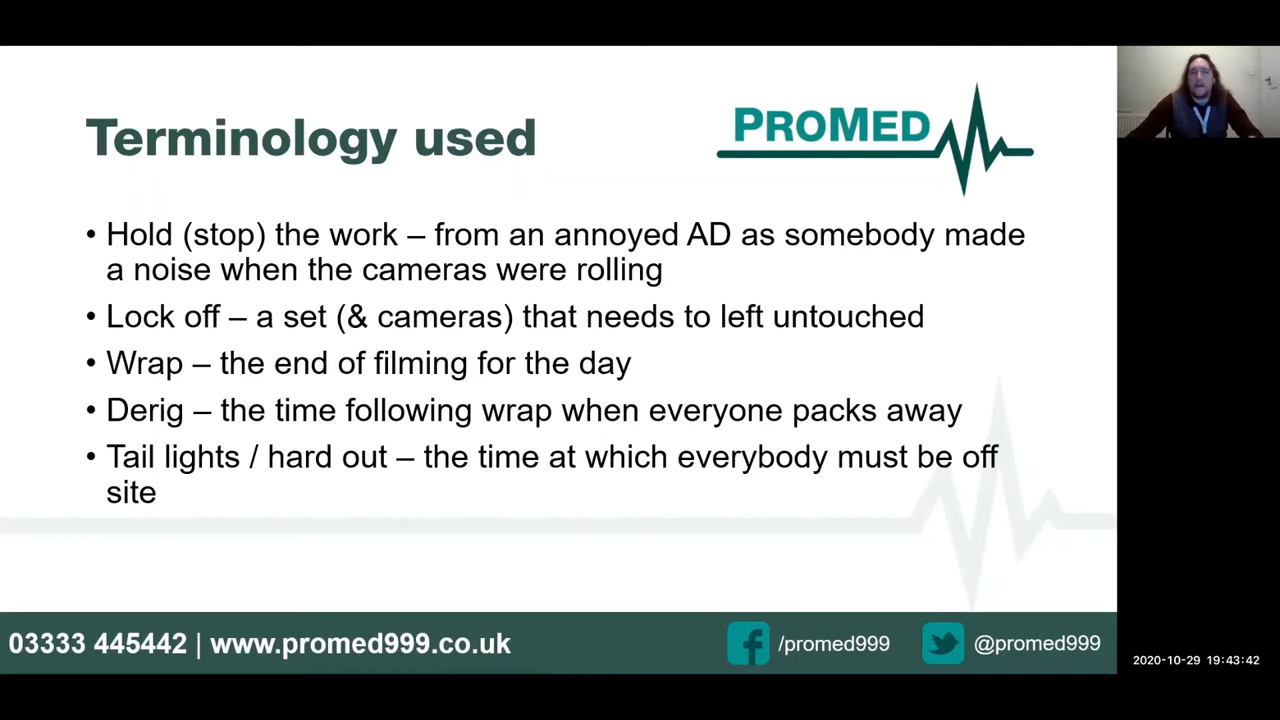 Terminology used
PROMED
• Hold (stop) the work – from an annoyed AD as somebody made
a noise when the cameras were rolling
• Lock off – a set (& cameras) that needs to left untouched
• Wrap – the end of filming for the day
• Derig – the time following wrap when everyone packs away
• Tail lights / hard out – the time at which everybody must be off
site
03333 445442 | www.promed999.co.uk
/promed999
@promed999
2020-10-29 19:43:42